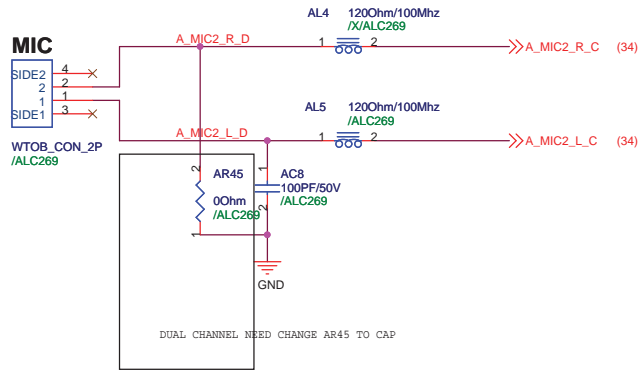 AL4 120Ohm/100Mhz
/X/ALC269
A_MIC2_R_D
1 2
A_MIC2_R_C (34)
MIC
SIDE2 4
2 2
1 1
SIDE1 3
WTOB_CON_2P
/ALC269
AL5 120Ohm/100Mhz
/ALC269
A_MIC2_L_D
1 2
A_MIC2_L_C (34)
2
AR45
0Ohm
/ALC269
1
1
AC8
100PF/50V
/ALC269
2
GND
DUAL CHANNEL NEED CHANGE AR45 TO CAP